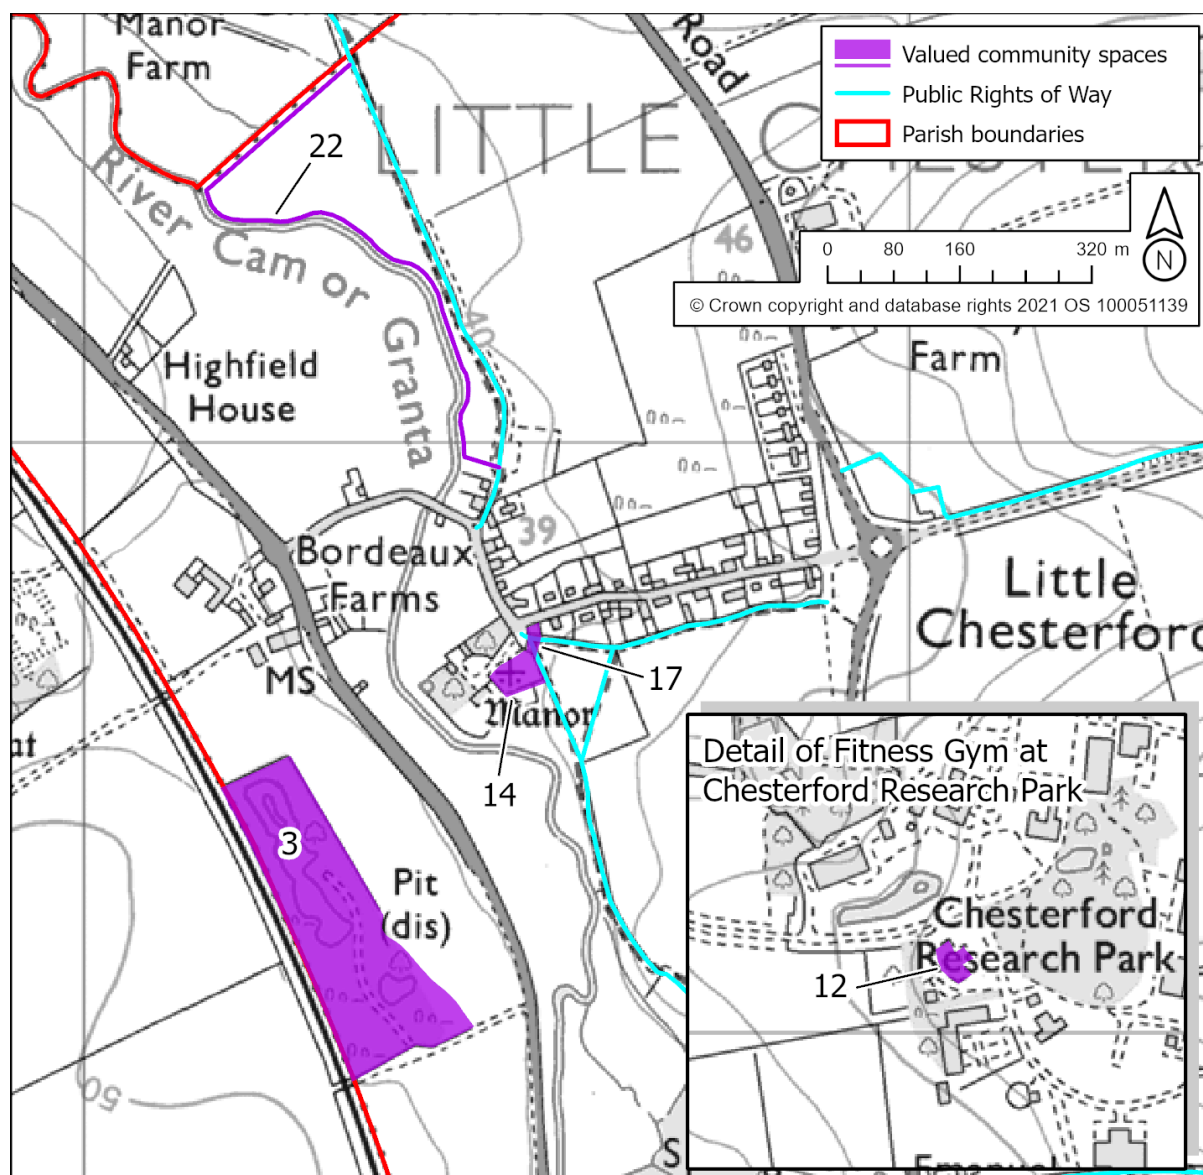 Manor
Farm
Road
Valued community spaces
Public Rights of Way
Parish boundaries
22
LITTLE
River Cam or Granta
46
0 80 160 320 m
N
© Crown copyright and database rights 2021 OS 100051139
40
Highfield
House
Farm
39
Bordeaux
Farms
Little
Chesterford
MS
17
Manor
14
3
Pit
(dis)
50
Detail of Fitness Gym at
Chesterford Research Park
Chesterford
Research Park
12